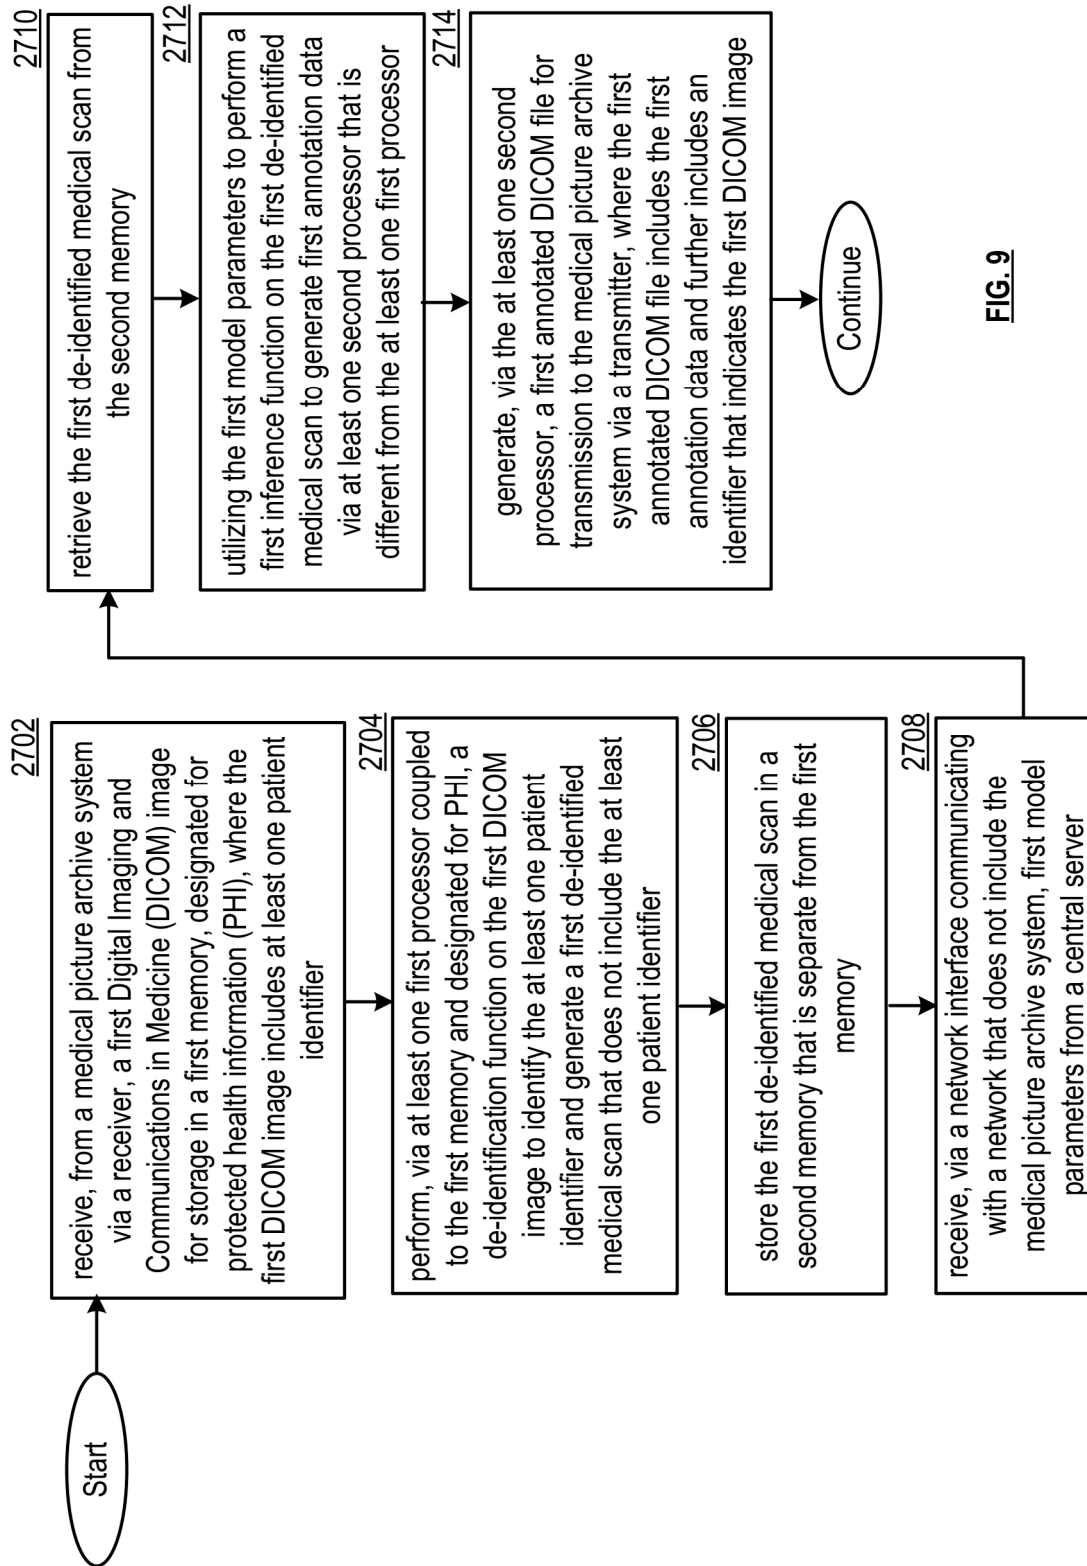 Start
2702
receive, from a medical picture archive system
via a receiver, a first Digital Imaging and
Communications in Medicine (DICOM) image
for storage in a first memory, designated for
protected health information (PHI), where the
first DICOM image includes at least one patient
identifier
2704
perform, via at least one first processor coupled
to the first memory and designated for PHI, a
de-identification function on the first DICOM
image to identify the at least one patient
identifier and generate a first de-identified
medical scan that does not include the at least
one patient identifier
2706
store the first de-identified medical scan in a
second memory that is separate from the first
memory
2708
receive, via a network interface communicating
with a network that does not include the
medical picture archive system, first model
parameters from a central server
2710
retrieve the first de-identified medical scan from
the second memory
2712
utilizing the first model parameters to perform a
first inference function on the first de-identified
medical scan to generate first annotation data
via at least one second processor that is
different from the at least one first processor
2714
generate, via the at least one second
processor, a first annotated DICOM file for
transmission to the medical picture archive
system via a transmitter, where the first
annotated DICOM file includes the first
annotation data and further includes an
identifier that indicates the first DICOM image
Continue
FIG. 9